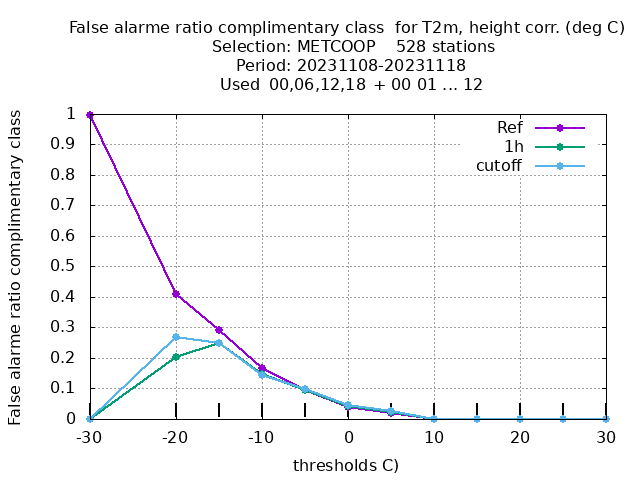 False alarme ratio complimentary class  for T2m, height corr. (deg C)
Selection: METCOOP    528 stations
Period: 20231108-20231118
Used  00,06,12,18  + 00 01 ... 12
False alarme ratio complimentary class
1
0.9
0.8
0.7
0.6
0.5
0.4
0.3
0.2
0.1
0
Ref
1h
cutoff
-30 -20 -10 0 10 20 30
thresholds C)